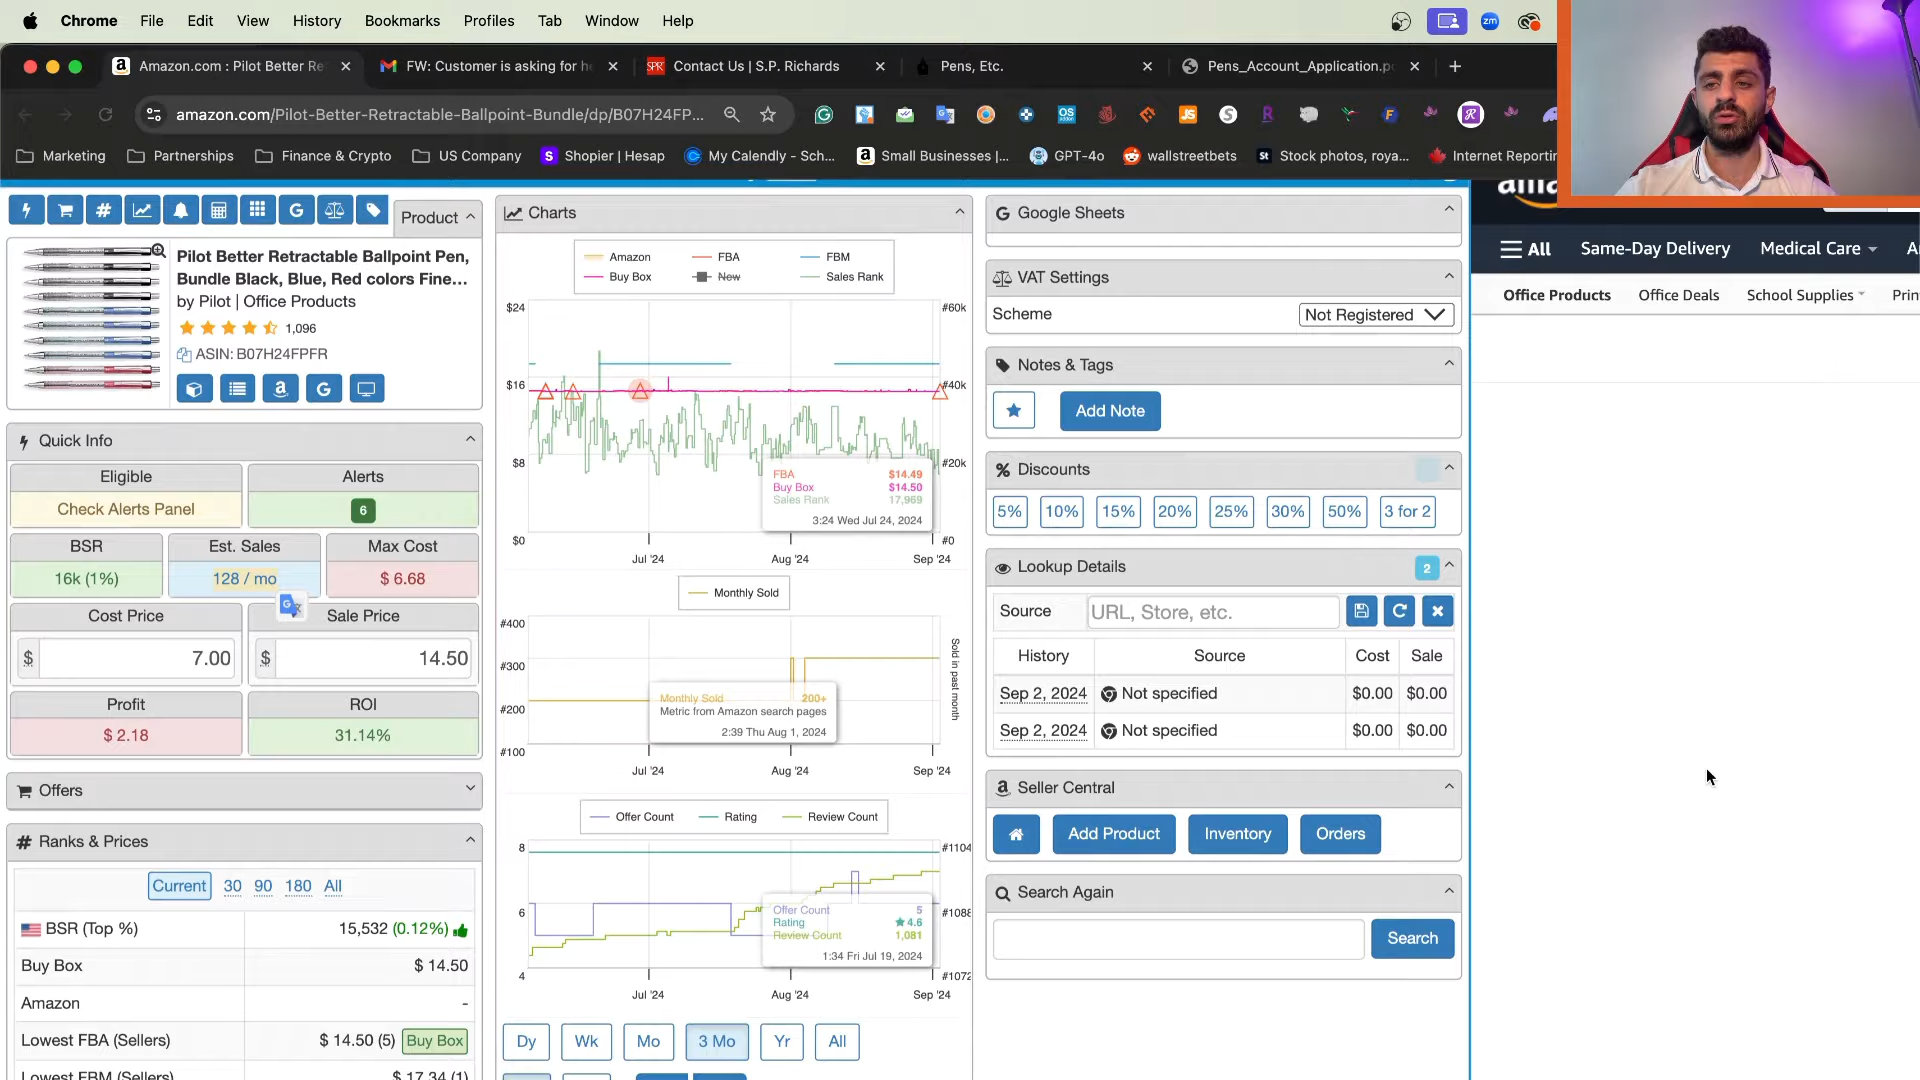 Chrome File Edit View History Bookmarks Profiles Tab Window Help
zm
Amazon.com : Pilot Better Re
FW: Customer is asking for he
SPR Contact Us | S.P. Richards
Pens, Etc.
Pens_Account_Application.pc
amazon.com/Pilot-Better-Retractable-Ballpoint-Bundle/dp/B07H24FP...
Marketing Partnerships Finance & Crypto US Company Shopier | Hesap My Calendly - Sch... Small Businesses |... GPT-4o wallstreetbets Stock photos, roya... Internet Reportin
Product
Pilot Better Retractable Ballpoint Pen,
Bundle Black, Blue, Red colors Fine...
by Pilot | Office Products
1,096
ASIN: B07H24FPFR
Quick Info
Eligible Alerts
Check Alerts Panel 6
BSR Est. Sales Max Cost
16k (1%) 128 / mo $ 6.68
Cost Price Sale Price
$ 7.00 $ 14.50
Profit ROI
$ 2.18 31.14%
Offers
Ranks & Prices
Current 30 90 180 All
BSR (Top %) 15,532 (0.12%)
Buy Box $ 14.50
Amazon -
Lowest FBA (Sellers) $ 14.50 (5) Buy Box
Lowest FBM (Sellers) $ 17.34 (1)
Charts
Amazon FBA FBM
Buy Box New Sales Rank
$24 #60k
$16 #40k
$8 #20k
$0 #0
FBA $14.49
Buy Box $14.50
Sales Rank 17,969
3:24 Wed Jul 24, 2024
Jul '24 Aug '24 Sep '24
Monthly Sold
#400
#300
#200
#100
Sold in past month
Monthly Sold 200+
Metric from Amazon search pages
2:39 Thu Aug 1, 2024
Jul '24 Aug '24 Sep '24
Offer Count Rating Review Count
8 #1104
6 #1088
4 #1072
Offer Count 5
Rating 4.6
Review Count 1,081
1:34 Fri Jul 19, 2024
Jul '24 Aug '24 Sep '24
Dy Wk Mo 3 Mo Yr All
Google Sheets
VAT Settings
Scheme Not Registered
Notes & Tags
Add Note
Discounts
5% 10% 15% 20% 25% 30% 50% 3 for 2
Lookup Details 2
Source URL, Store, etc.
History Source Cost Sale
Sep 2, 2024 Not specified $0.00 $0.00
Sep 2, 2024 Not specified $0.00 $0.00
Seller Central
Add Product Inventory Orders
Search Again
Search
All Same-Day Delivery Medical Care
Office Products Office Deals School Supplies